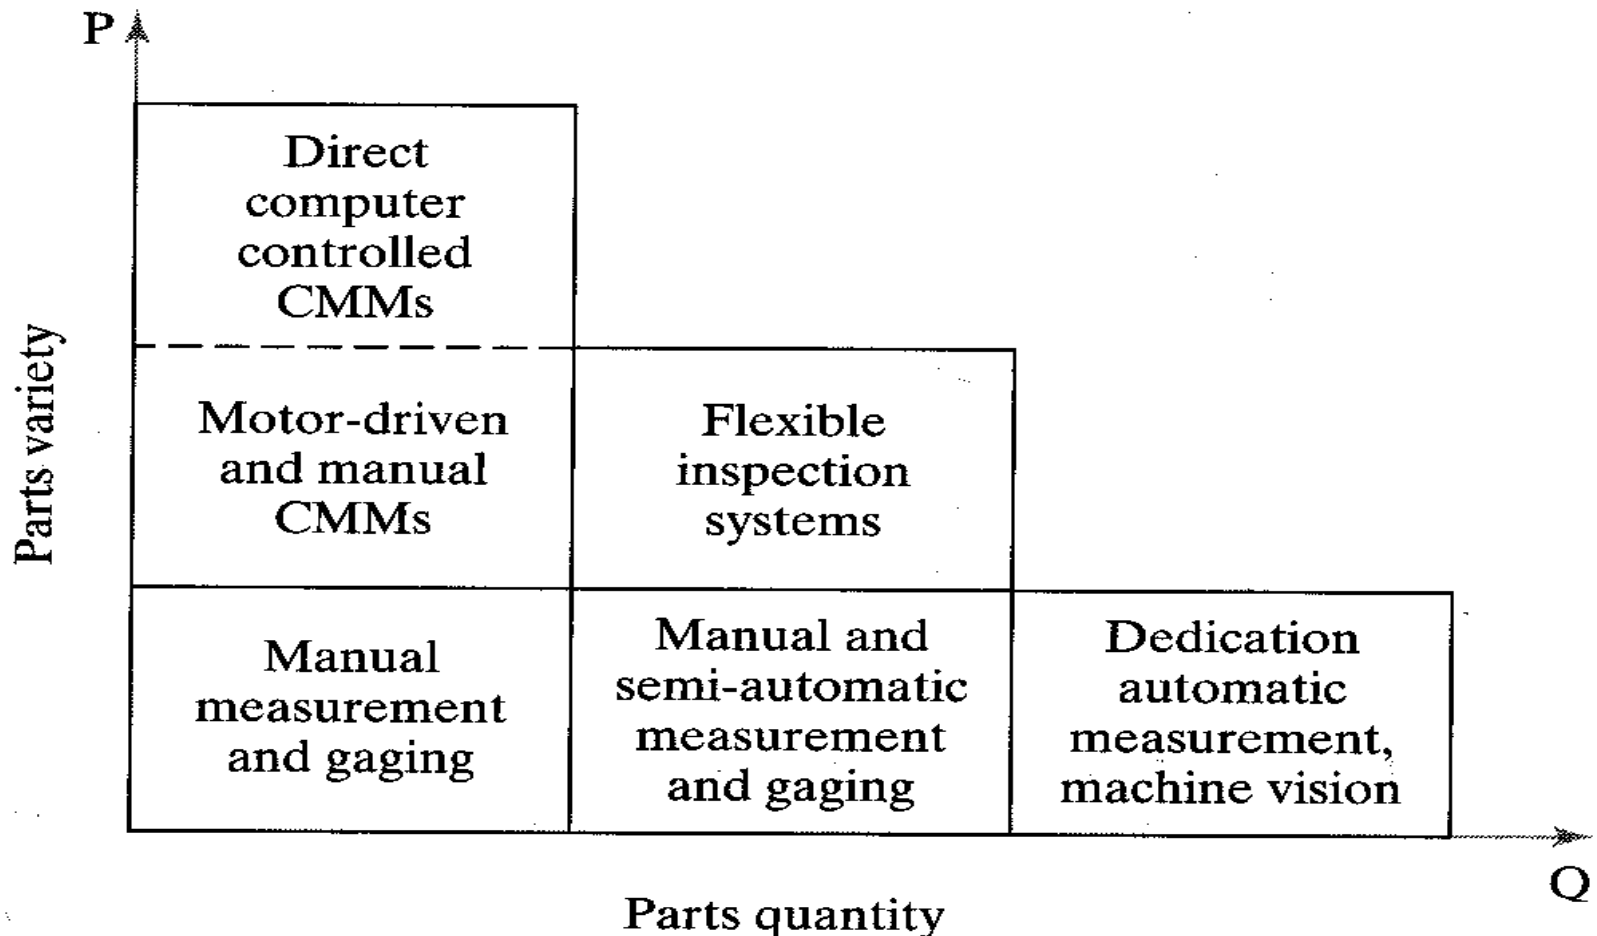 P
Direct
computer
controlled
CMMs
Parts variety
Motor-driven
and manual
CMMs
Flexible
inspection
systems
Manual
measurement
and gaging
Manual and
semi-automatic
measurement
and gaging
Dedication
automatic
measurement,
machine vision
Q
Parts quantity